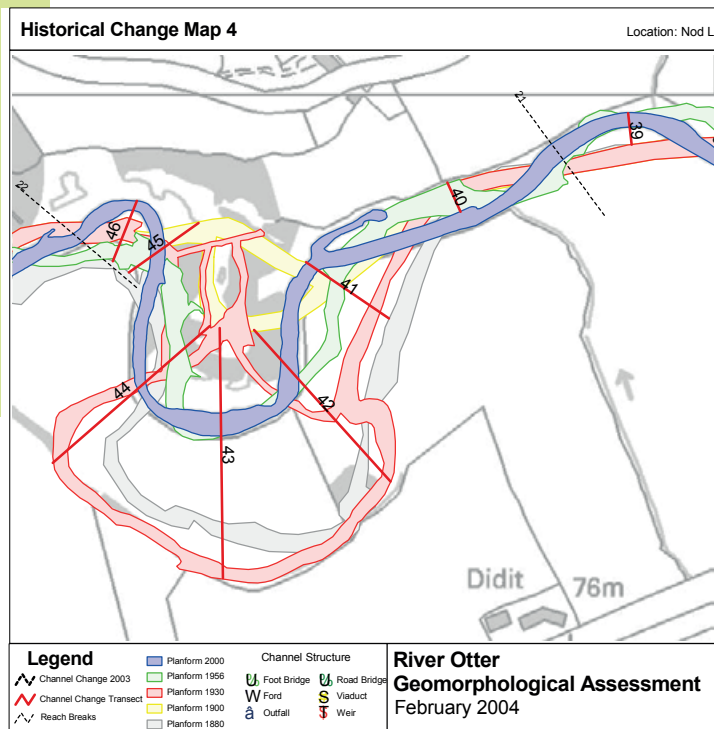 Historical Change Map 4
Location: Nod L
21
39
40
22
46
45
41
44
42
43
Didit
76m
Legend
Channel Change 2003
Channel Change Transect
Reach Breaks
Planform 2000
Planform 1956
Planform 1930
Planform 1900
Planform 1880
Channel Structure
Foot Bridge
Road Bridge
W Ford
S Viaduct
å Outfall
Weir
River Otter
Geomorphological Assessment
February 2004